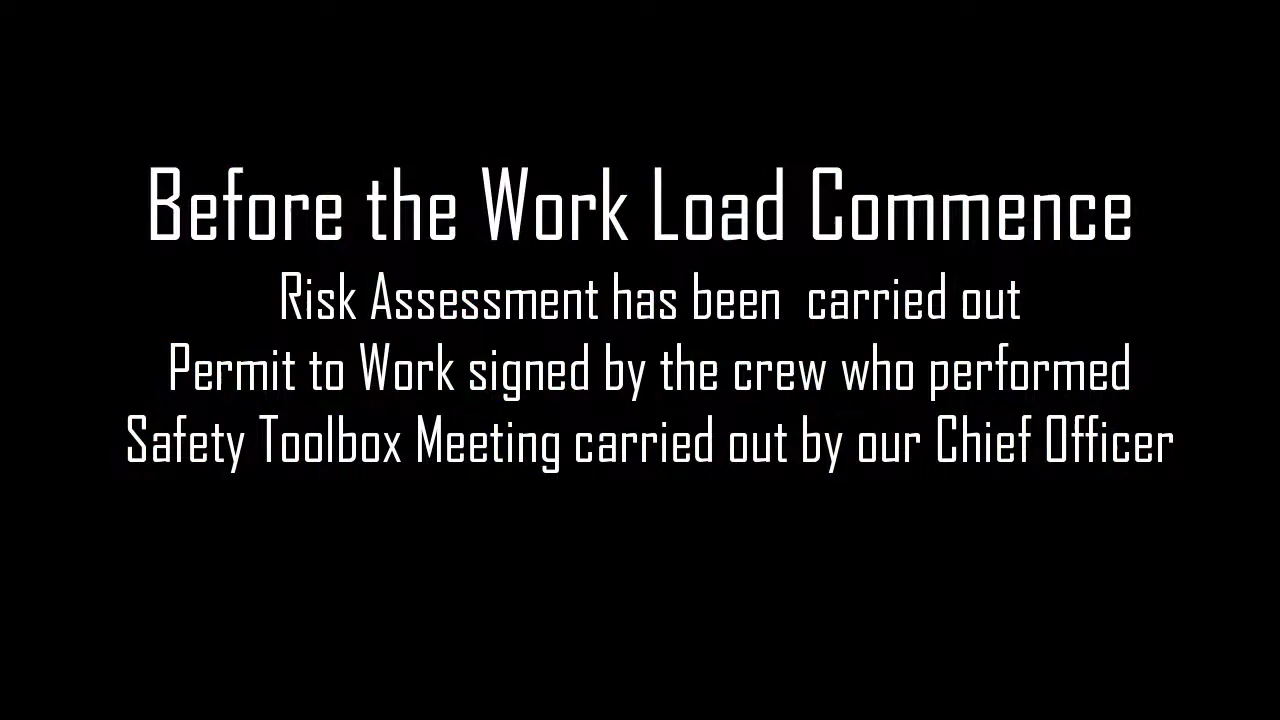 Before the Work Load Commence
Risk Assessment has been  carried out
Permit to Work signed by the crew who performed
Safety Toolbox Meeting carried out by our Chief Officer